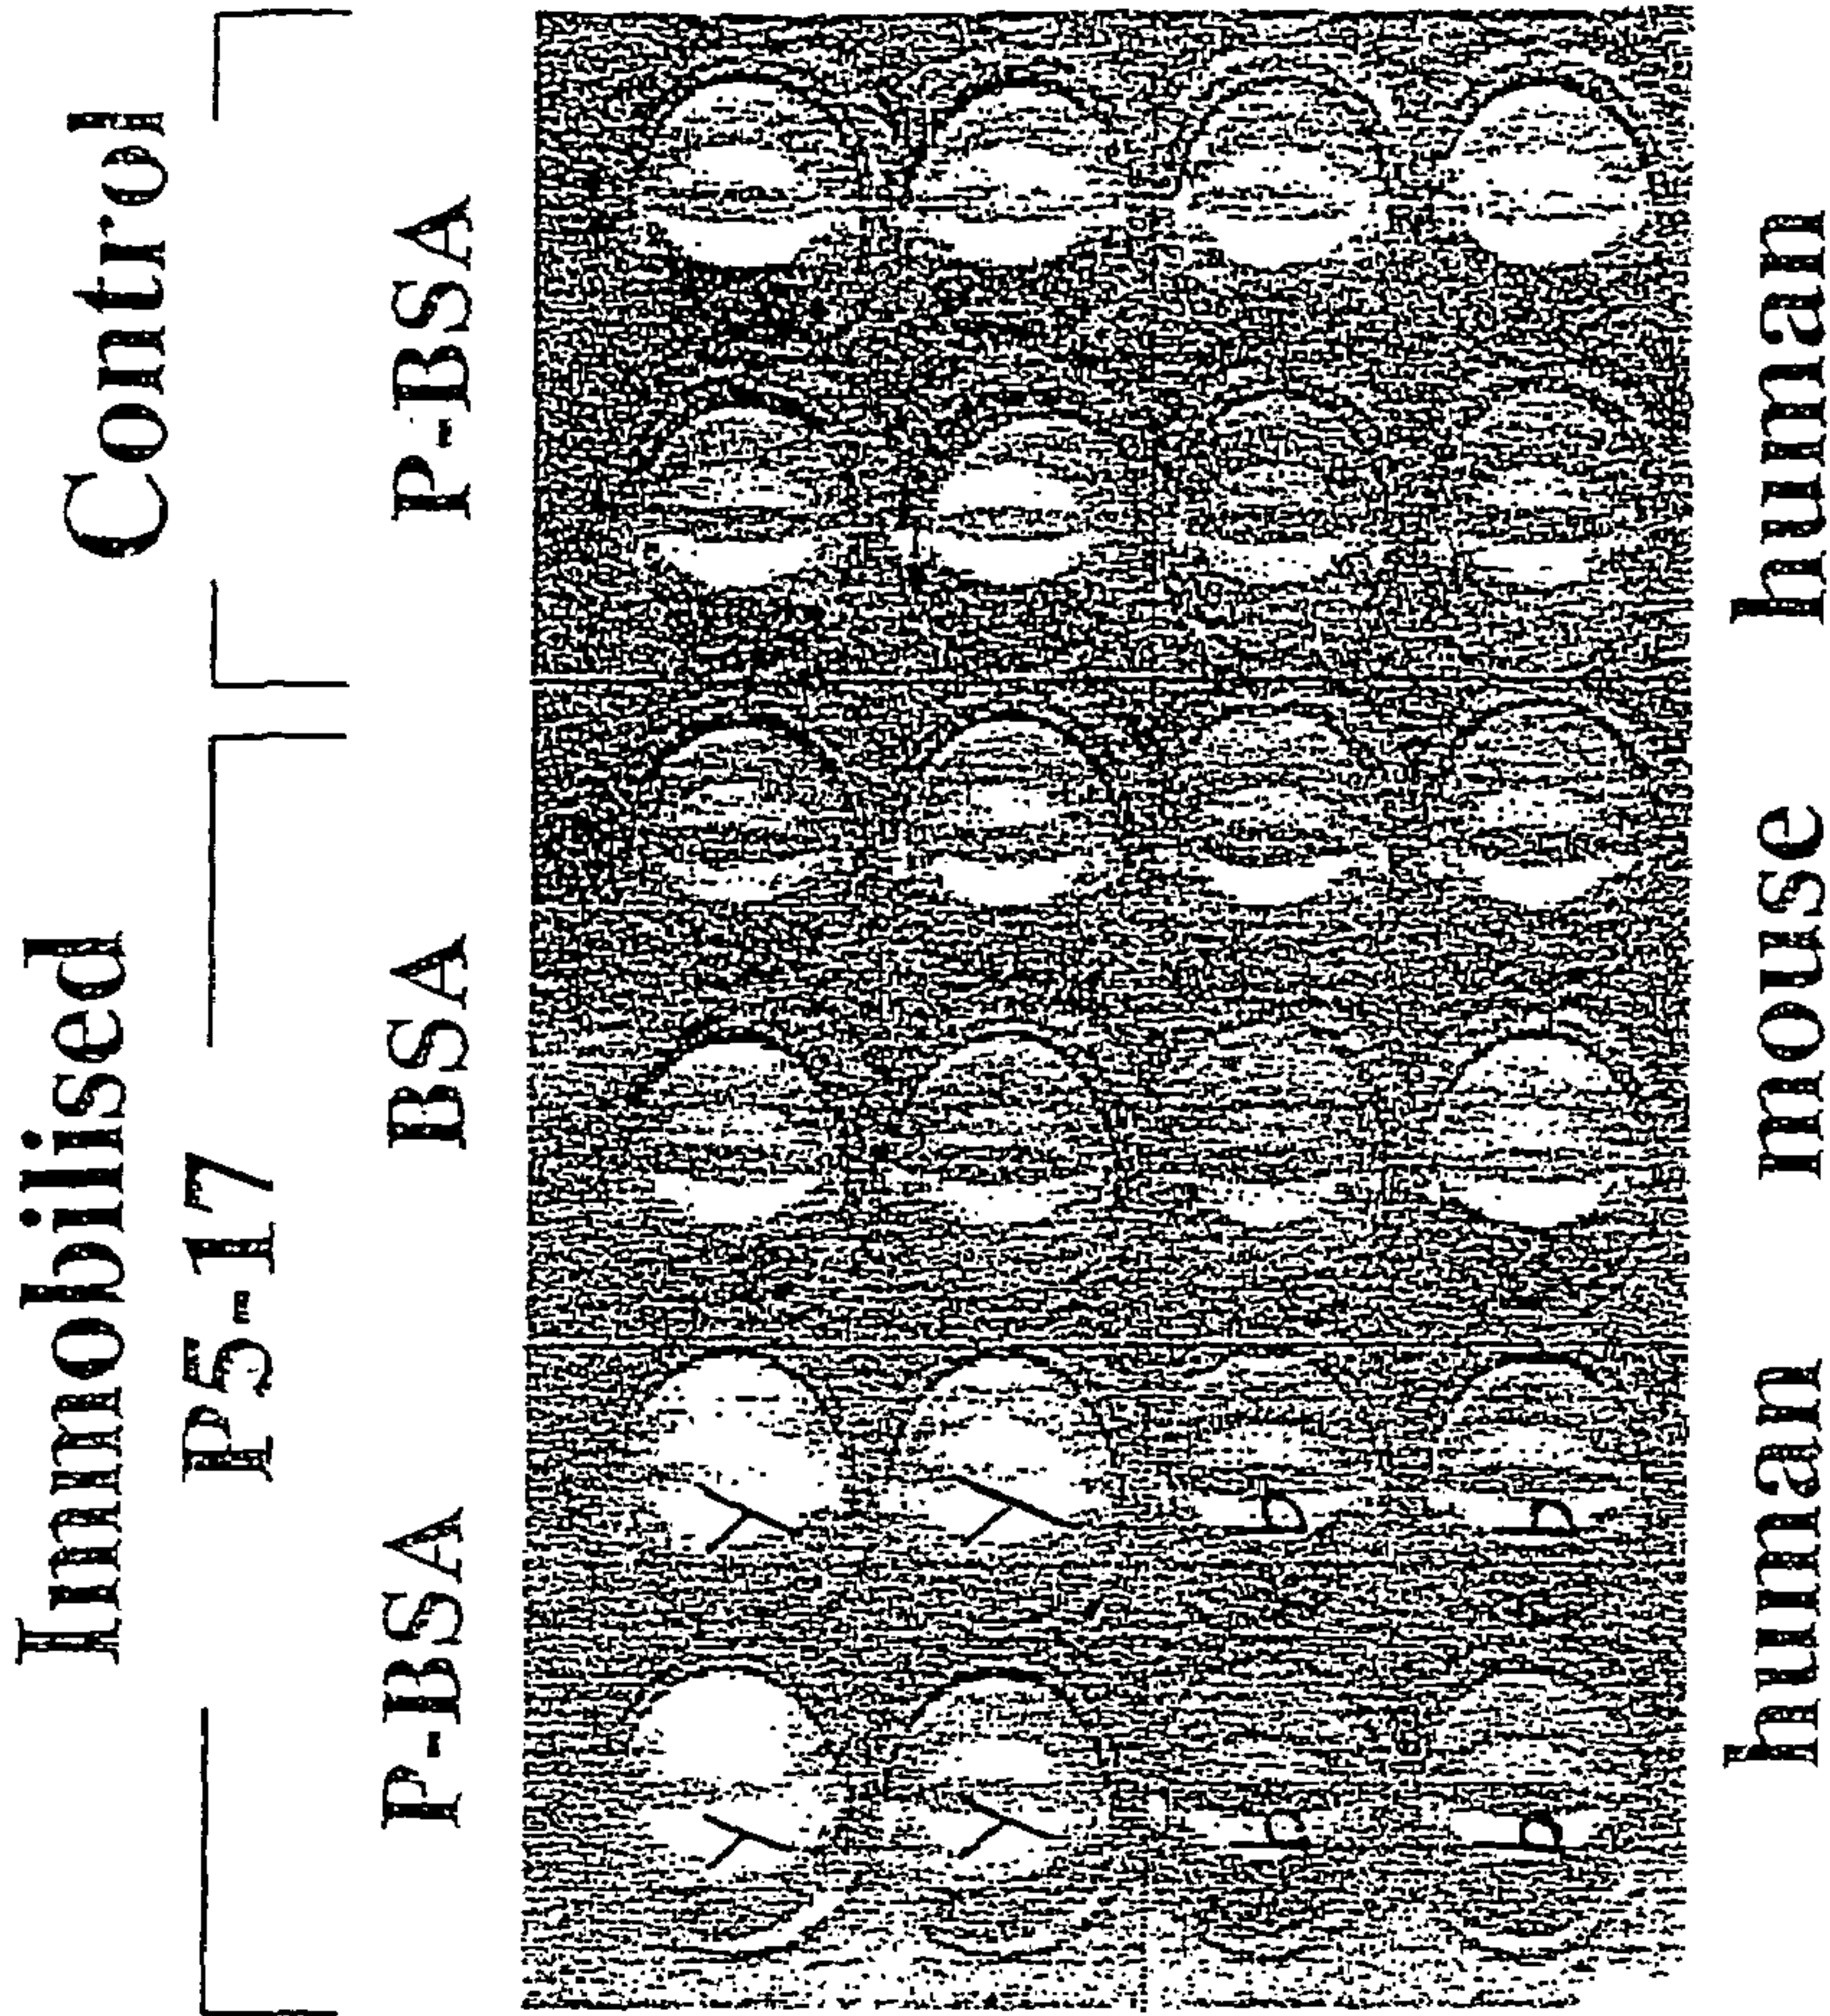 Immobilised Control
P5-17
P-BSA BSA P-BSA
y y
y y
b b
b b
human mouse human